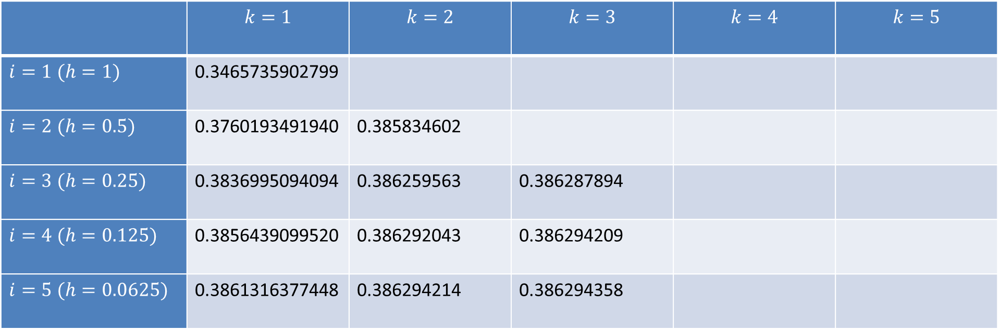 k = 1 k = 2 k = 3 k = 4 k = 5
i = 1 (h = 1) 0.3465735902799
i = 2 (h = 0.5) 0.3760193491940 0.385834602
i = 3 (h = 0.25) 0.3836995094094 0.386259563 0.386287894
i = 4 (h = 0.125) 0.3856439099520 0.386292043 0.386294209
i = 5 (h = 0.0625) 0.3861316377448 0.386294214 0.386294358